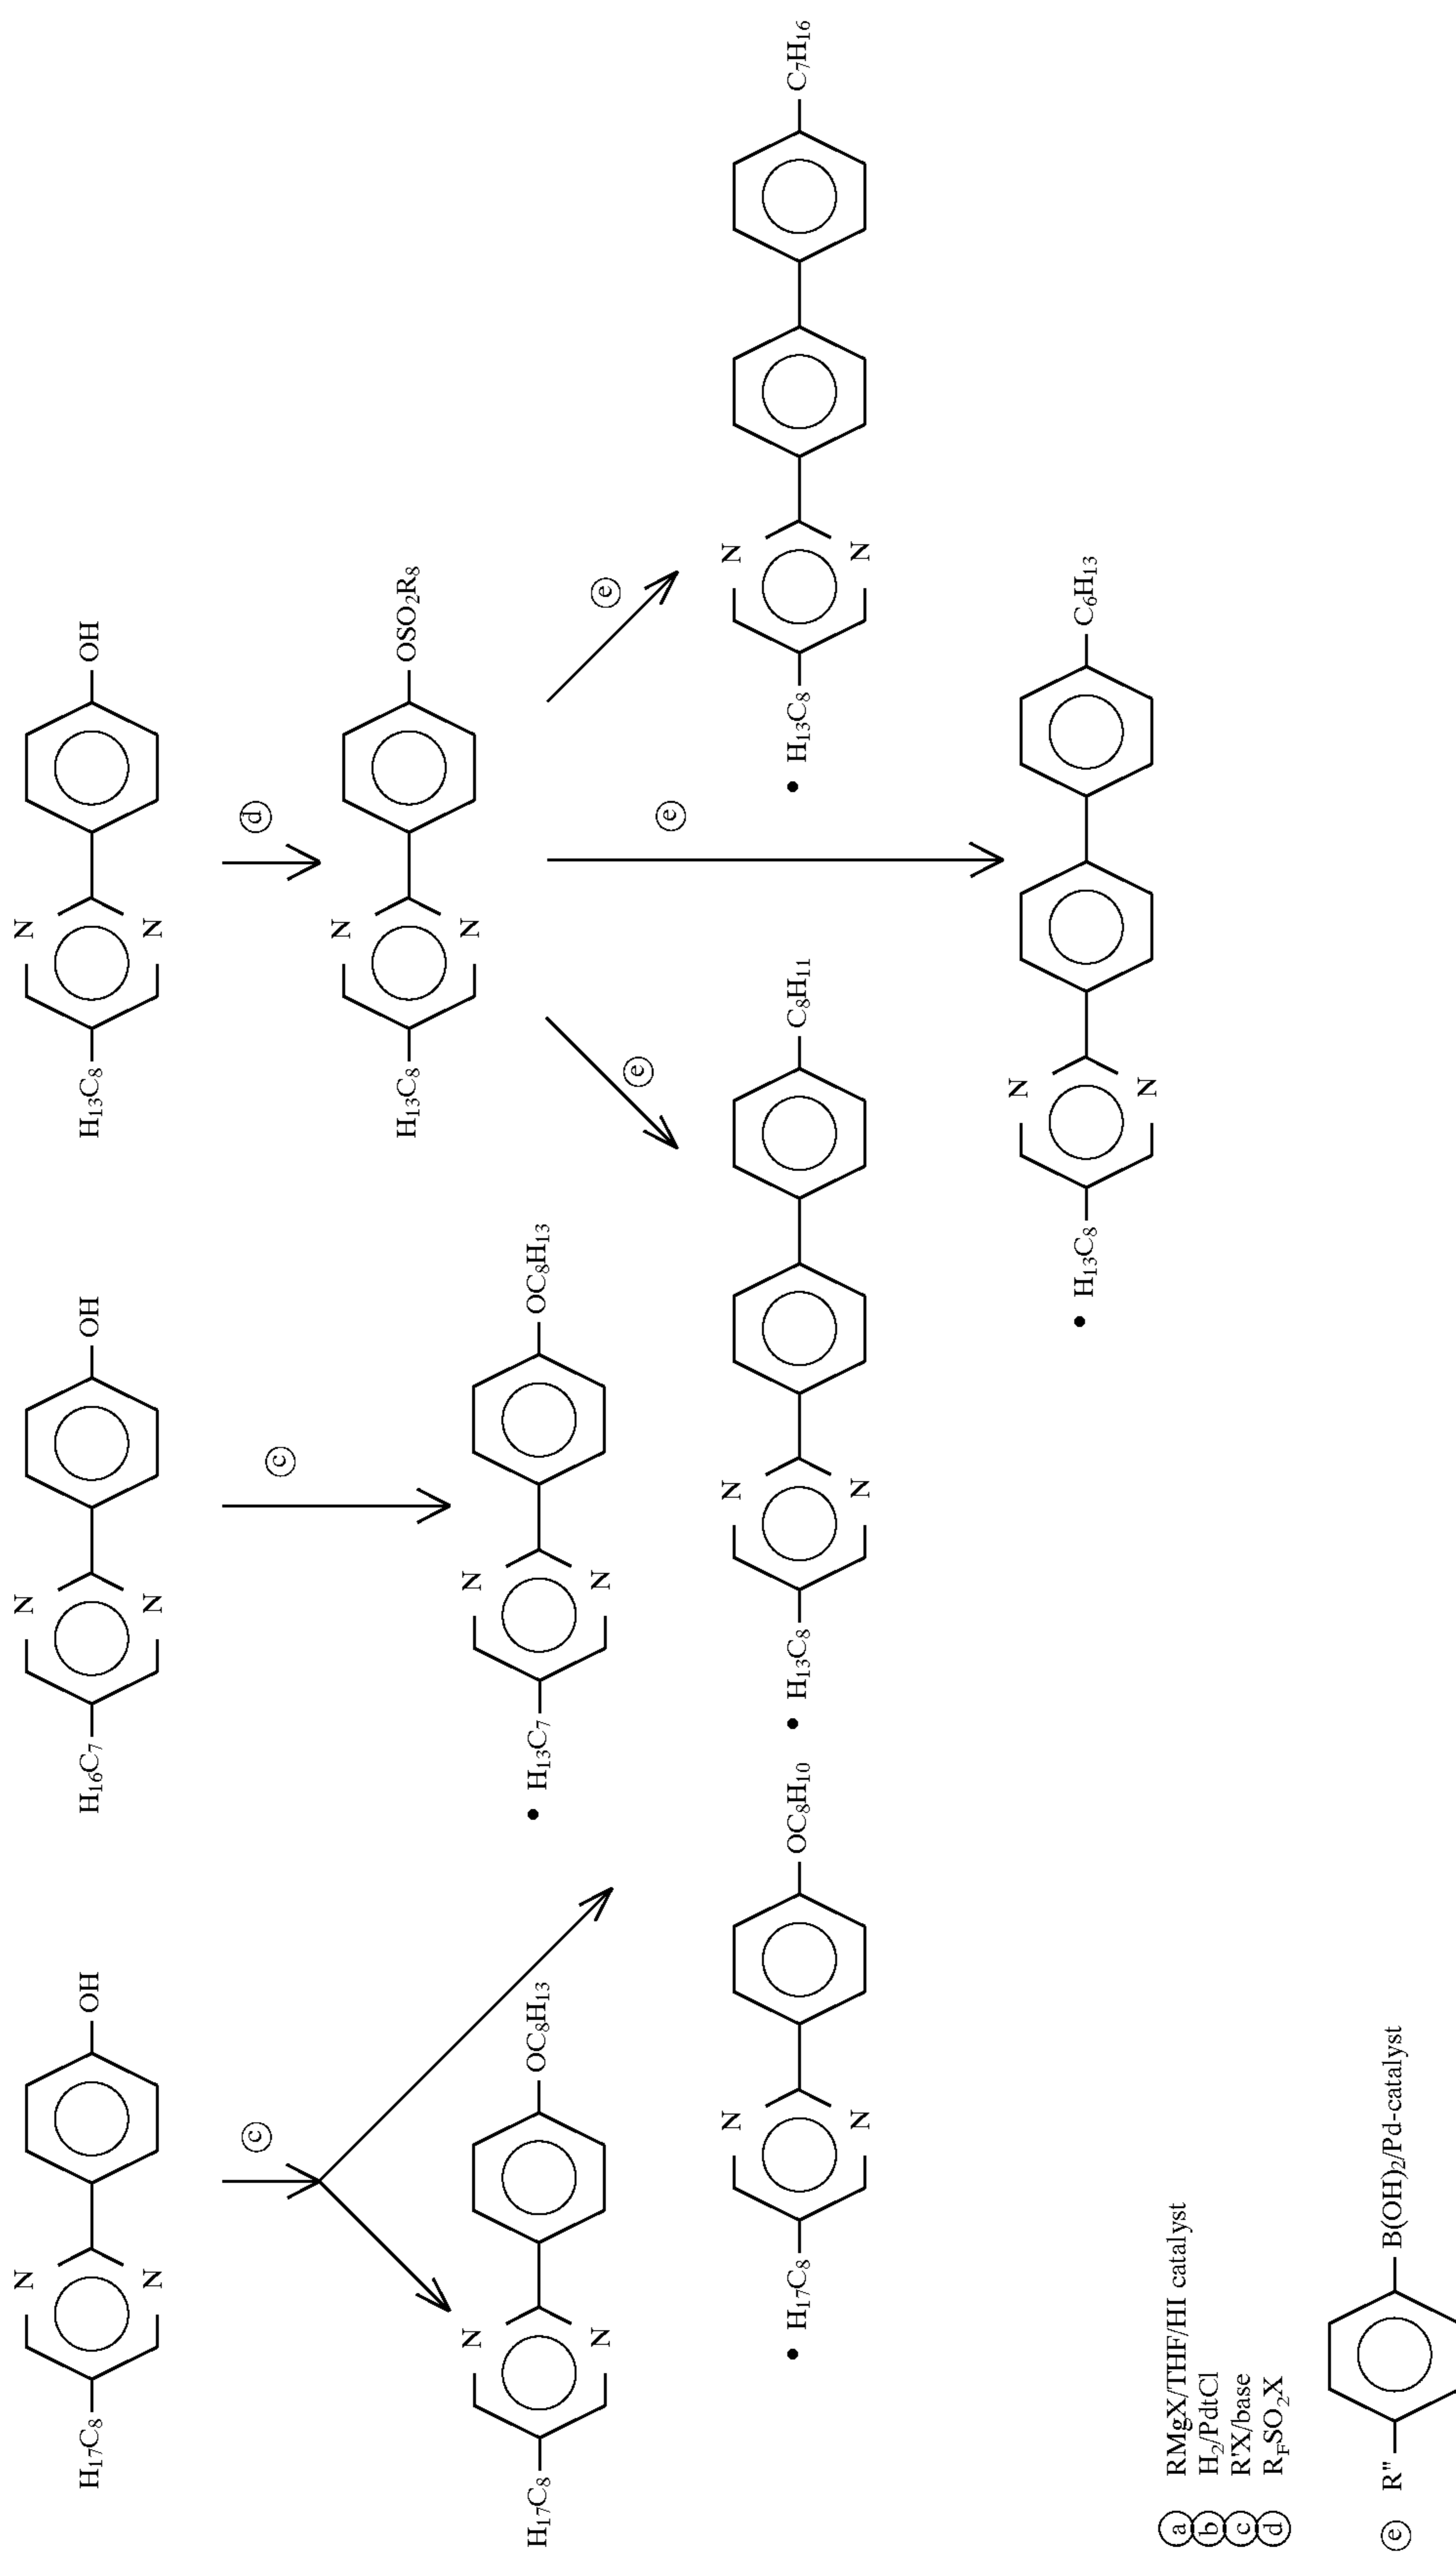 H17C8 N N OH
H16C7 N N OH
H13C8 N N OH
c
c
d
H13C8 N N OSO2R8
H17C8 N N OC8H13
• H13C7 N N OC8H13
e
e
e
• H17C8 N N OC8H10
• H13C8 N N C8H11
• H13C8 N N C7H16
• H13C8 N N C6H13
a RMgX/THF/HI catalyst
b H2/PdtCl
c R'X/base
d RFSO2X
e R" B(OH)2/Pd-catalyst